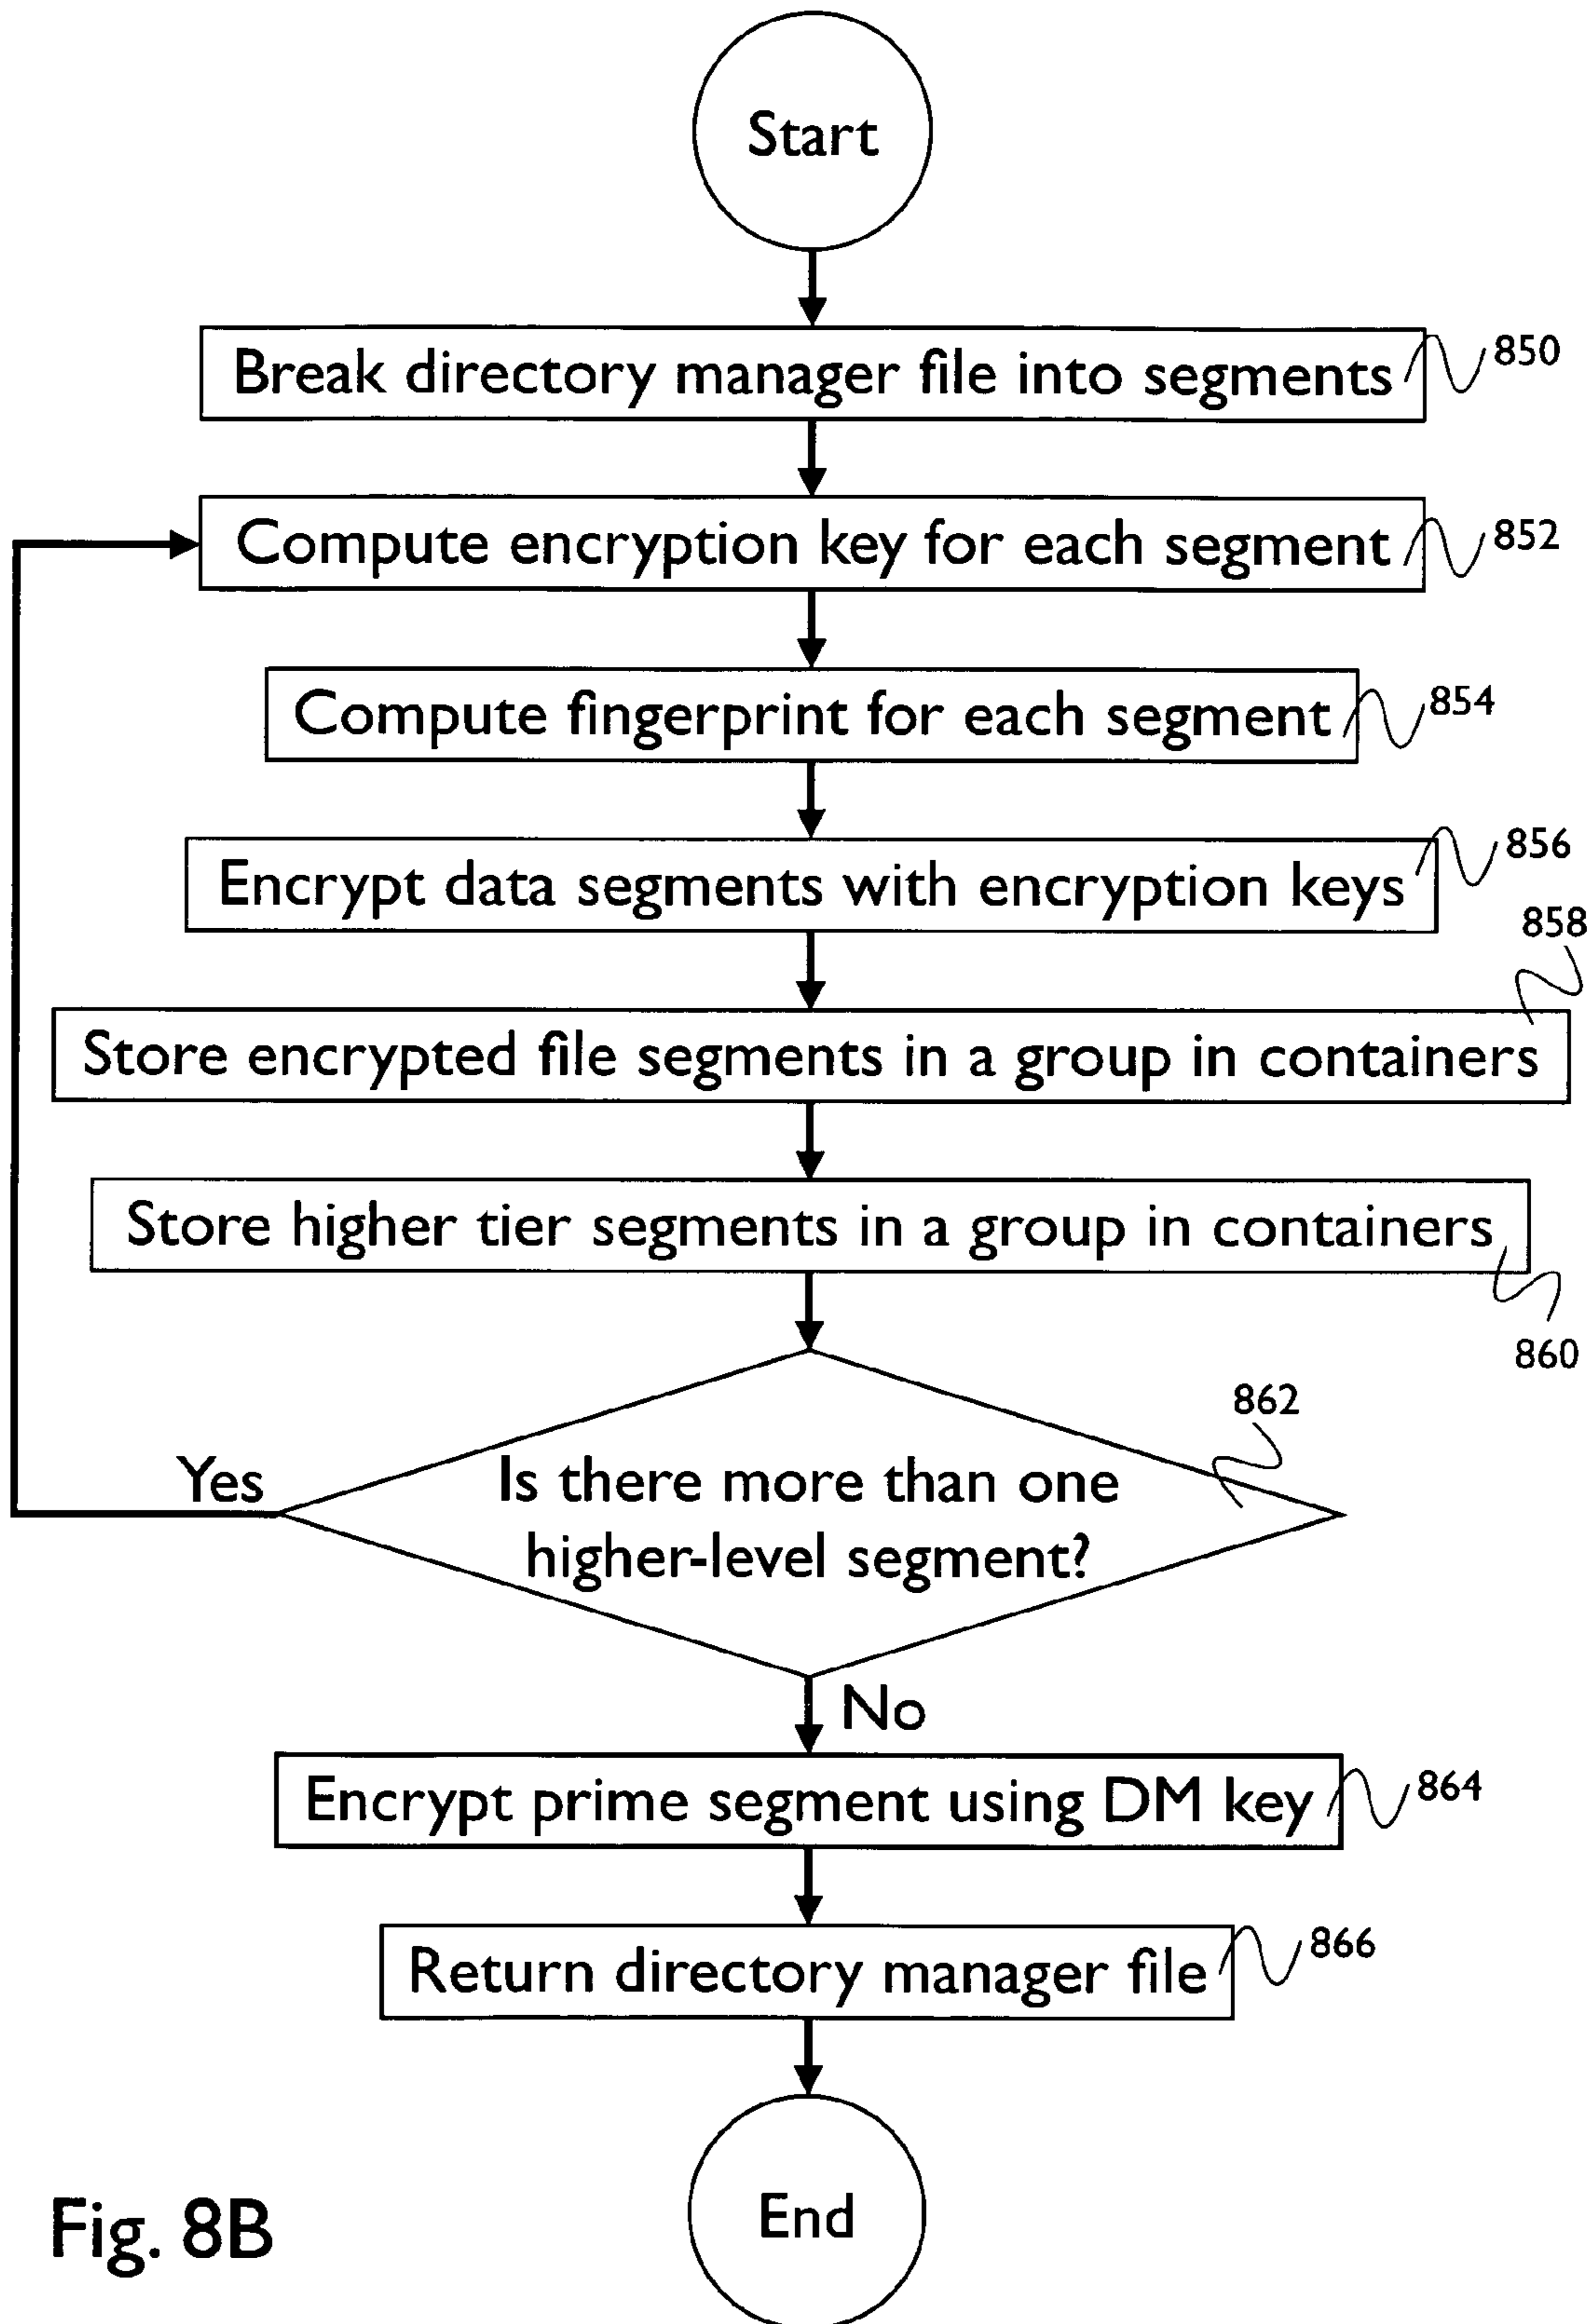 Start
Break directory manager file into segments
850
Compute encryption key for each segment
852
Compute fingerprint for each segment
854
Encrypt data segments with encryption keys
856
858
Store encrypted file segments in a group in containers
Store higher tier segments in a group in containers
860
862
Yes
Is there more than one
higher-level segment?
No
Encrypt prime segment using DM key
864
Return directory manager file
866
End
Fig. 8B